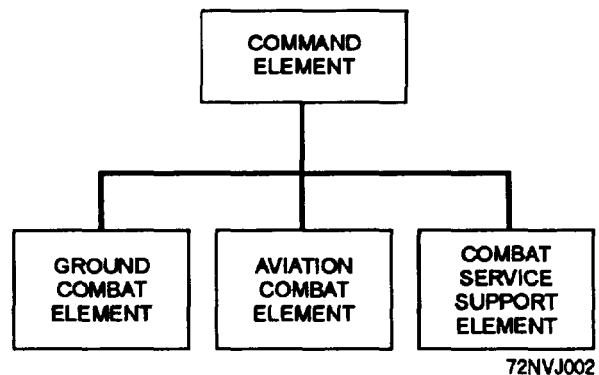 COMMAND
ELEMENT
GROUND
COMBAT
ELEMENT
AVIATION
COMBAT
ELEMENT
COMBAT
SERVICE
SUPPORT
ELEMENT
72NVJ002